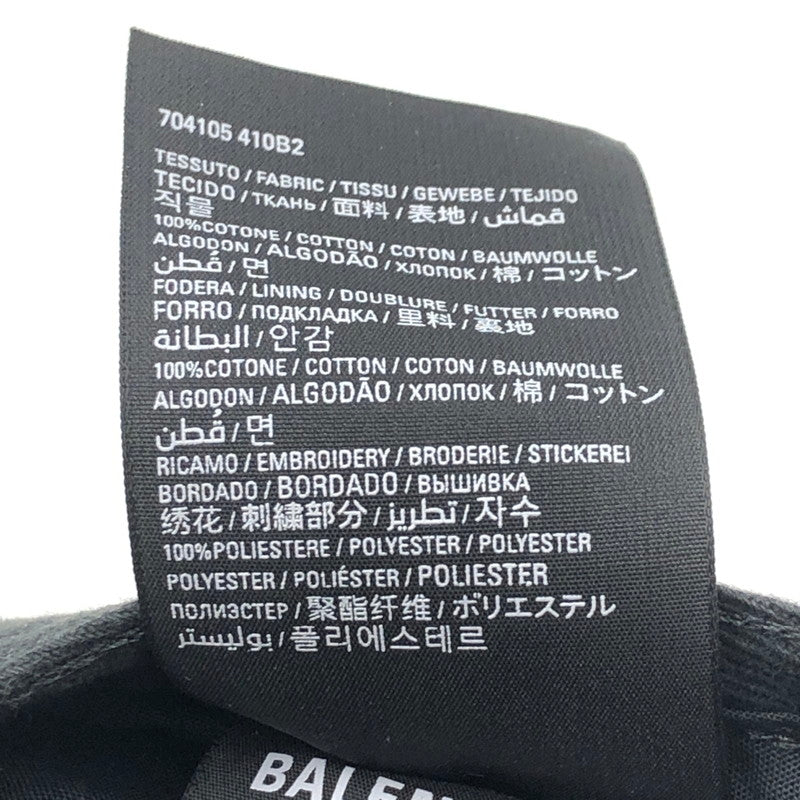 704105 410B2
TESSUTO / FABRIC / TISSU / GEWEBE / TEJIDO
TECIDO / ТКАНЬ / 面料 / 表地 / قماش
직물
100%COTONE / COTTON / COTON / BAUMWOLLE
ALGODON / ALGODÃO / ХЛОПОК / 棉 / コットン
قُطن / 면
FODERA / LINING / DOUBLURE / FUTTER / FORRO
FORRO / ПОДКЛАДКА / 里料 / 裏地
البطانة / 안감
100%COTONE / COTTON / COTON / BAUMWOLLE
ALGODON / ALGODÃO / ХЛОПОК / 棉 / コットン
قُطن / 면
RICAMO / EMBROIDERY / BRODERIE / STICKEREI
BORDADO / BORDADO / ВЫШИВКА
绣花 / 刺繍部分 / تطريز / 자수
100%POLIESTERE / POLYESTER / POLYESTER
POLYESTER / POLIÉSTER / POLIESTER
ПОЛИЭСТЕР / 聚酯纤维 / ポリエステル
بوليستر / 폴리에스테르
BALEN